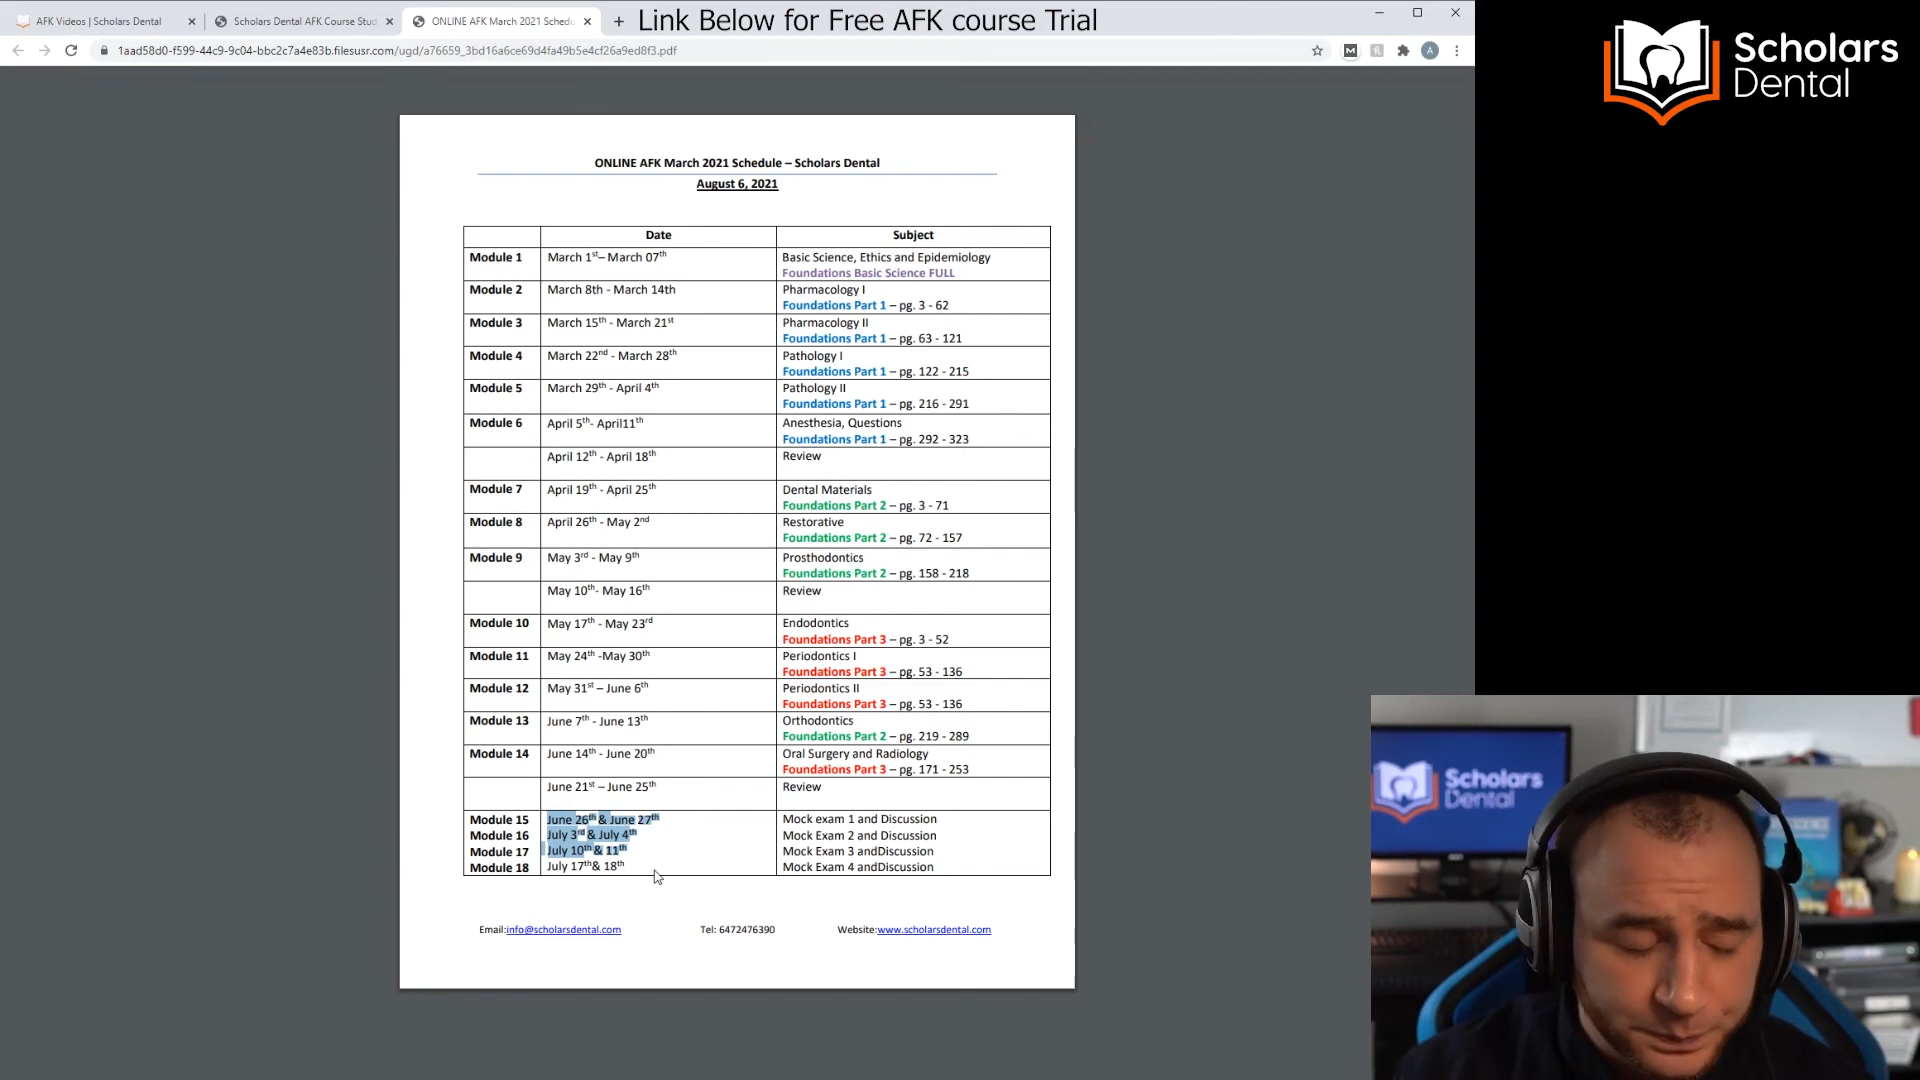 AFK Videos | Scholars Dental
Scholars Dental AFK Course Stud
ONLINE AFK March 2021 Schedu
Link Below for Free AFK course Trial
1aad58d0-f599-44c9-9c04-bbc2c7a4e83b.filesusr.com/ugd/a76659_3bd16a6ce69d4fa49b5e4cf26a9ed8f3.pdf
Scholars
Dental
ONLINE AFK March 2021 Schedule – Scholars Dental
August 6, 2021
Date Subject
Module 1 March 1st– March 07th Basic Science, Ethics and Epidemiology
Foundations Basic Science FULL
Module 2 March 8th - March 14th Pharmacology I
Foundations Part 1 – pg. 3 - 62
Module 3 March 15th - March 21st Pharmacology II
Foundations Part 1 – pg. 63 - 121
Module 4 March 22nd - March 28th Pathology I
Foundations Part 1 – pg. 122 - 215
Module 5 March 29th - April 4th Pathology II
Foundations Part 1 – pg. 216 - 291
Module 6 April 5th- April11th Anesthesia, Questions
Foundations Part 1 – pg. 292 - 323
April 12th - April 18th Review
Module 7 April 19th - April 25th Dental Materials
Foundations Part 2 – pg. 3 - 71
Module 8 April 26th - May 2nd Restorative
Foundations Part 2 – pg. 72 - 157
Module 9 May 3rd - May 9th Prosthodontics
Foundations Part 2 – pg. 158 - 218
May 10th- May 16th Review
Module 10 May 17th - May 23rd Endodontics
Foundations Part 3 – pg. 3 - 52
Module 11 May 24th -May 30th Periodontics I
Foundations Part 3 – pg. 53 - 136
Module 12 May 31st – June 6th Periodontics II
Foundations Part 3 – pg. 53 - 136
Module 13 June 7th - June 13th Orthodontics
Foundations Part 2 – pg. 219 - 289
Module 14 June 14th - June 20th Oral Surgery and Radiology
Foundations Part 3 – pg. 171 - 253
June 21st – June 25th Review
Module 15 June 26th & June 27th Mock exam 1 and Discussion
Module 16 July 3rd & July 4th Mock Exam 2 and Discussion
Module 17 July 10th & 11th Mock Exam 3 andDiscussion
Module 18 July 17th& 18th Mock Exam 4 andDiscussion
Email:info@scholarsdental.com Tel: 6472476390 Website:www.scholarsdental.com
Scholars
Dental